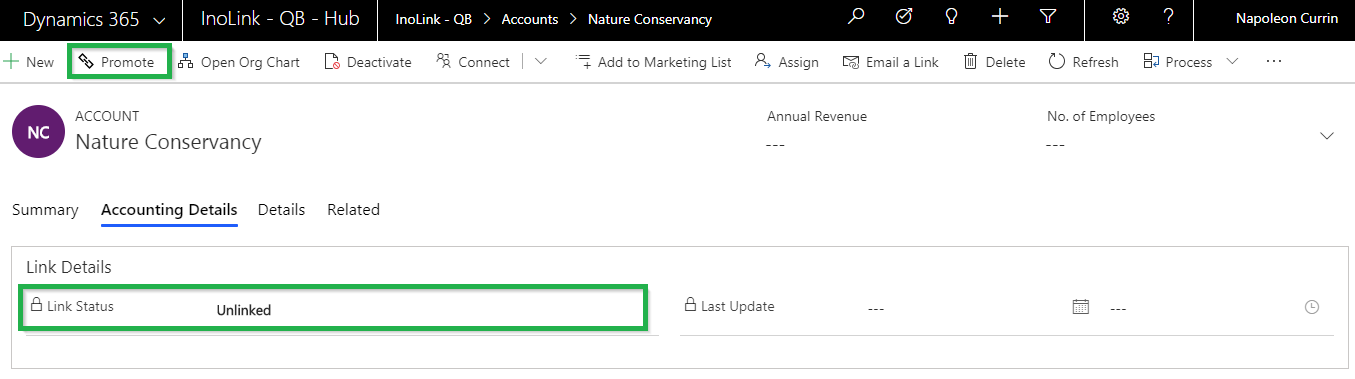 Dynamics 365 InoLink - QB - Hub InoLink - QB > Accounts > Nature Conservancy Napoleon Currin
New Promote Open Org Chart Deactivate Connect Add to Marketing List Assign Email a Link Delete Refresh Process ...
NC
ACCOUNT
Nature Conservancy
Annual Revenue
---
No. of Employees
---
Summary Accounting Details Details Related
Link Details
Link Status Unlinked Last Update --- ---